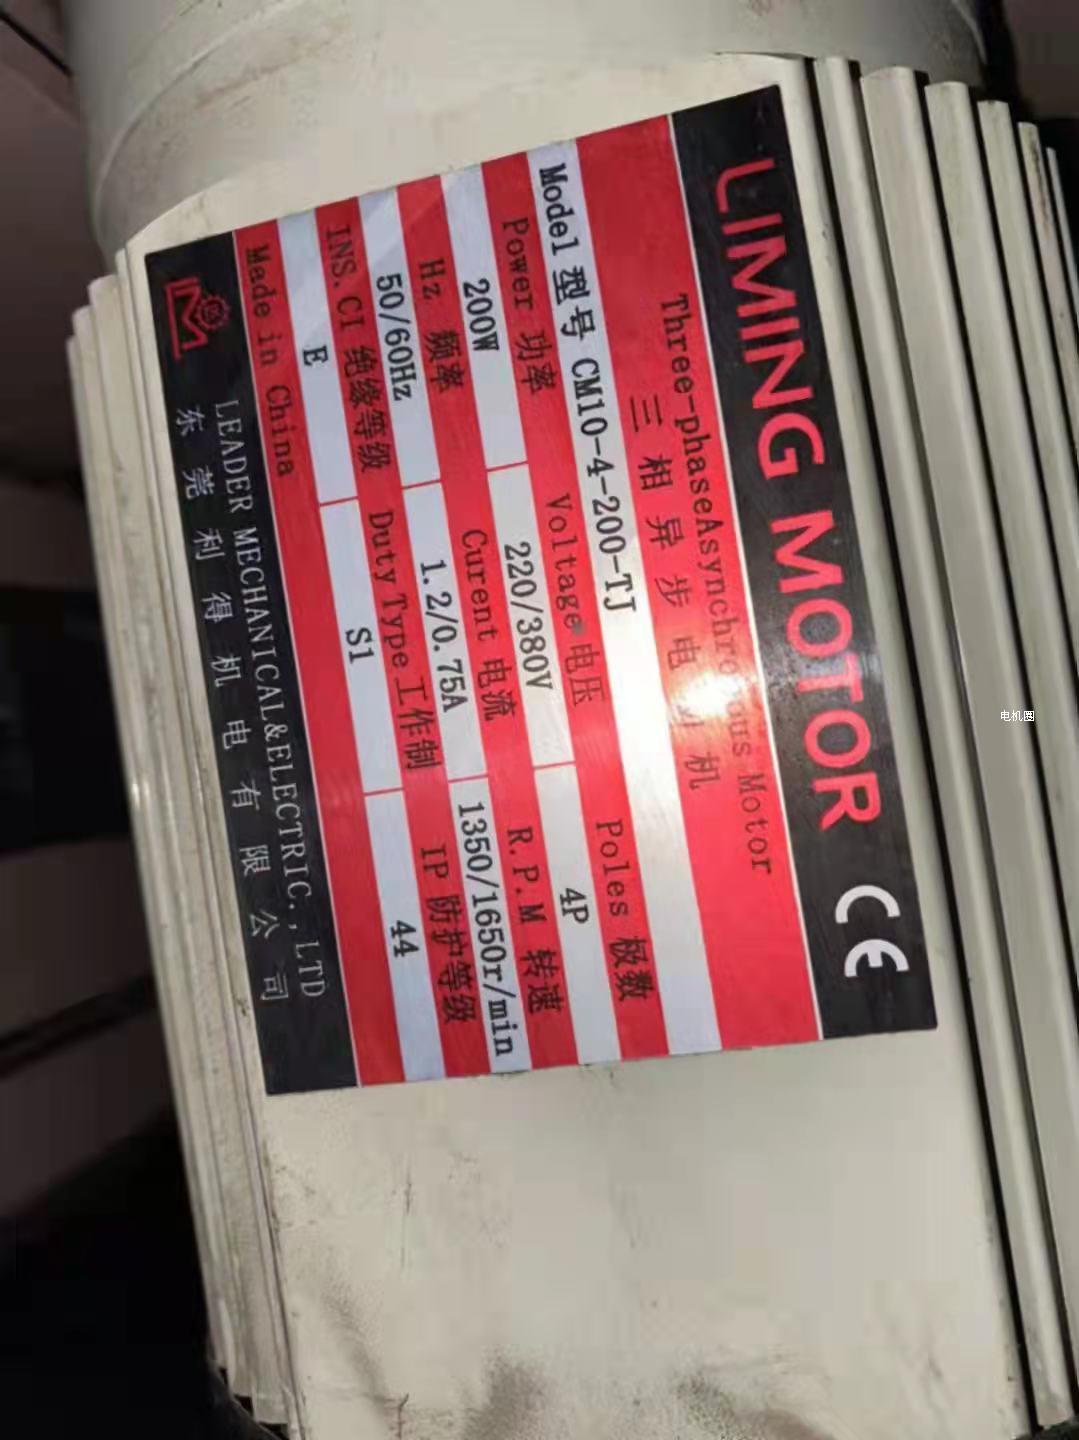 LIMING MOTOR CE
Three-phaseAsynchronous Motor
三相异步电动机
Model 型号 CM10-4-200-TJ
Power 功率 Voltage 电压 Poles 极数
200W 220/380V 4P
Hz 频率 Curent 电流 R.P.M 转速
50/60Hz 1.2/0.75A 1350/1650r/min
INS.CI 绝缘等级 Duty Type 工作制 IP 防护等级
E S1 44
Made in China
LEADER MECHANICAL&ELECTRIC.,LTD
东莞利得机电有限公司
电机圈